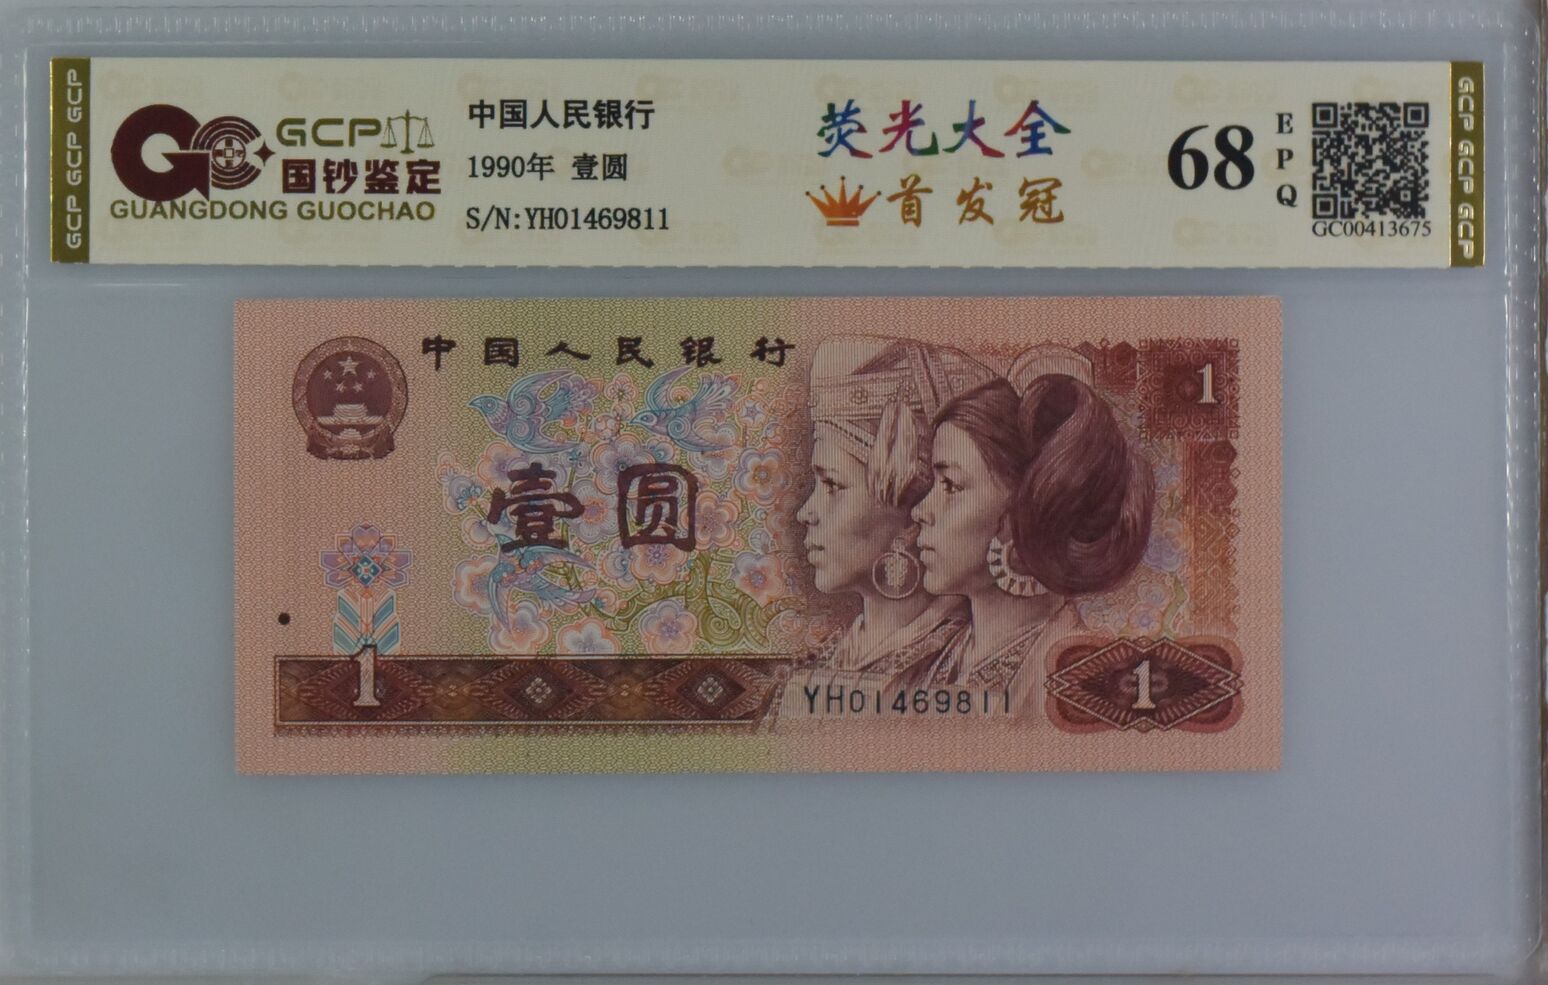 GCP GCP GCP
GCP
国钞鉴定
GUANGDONG GUOCHAO
中国人民银行
1990年 壹圆
S/N:YH01469811
荧光大全
首发冠
68
EPQ
GC00413675
GCP GCP GCP
中国人民银行
1
壹圆
1
YH01469811
1